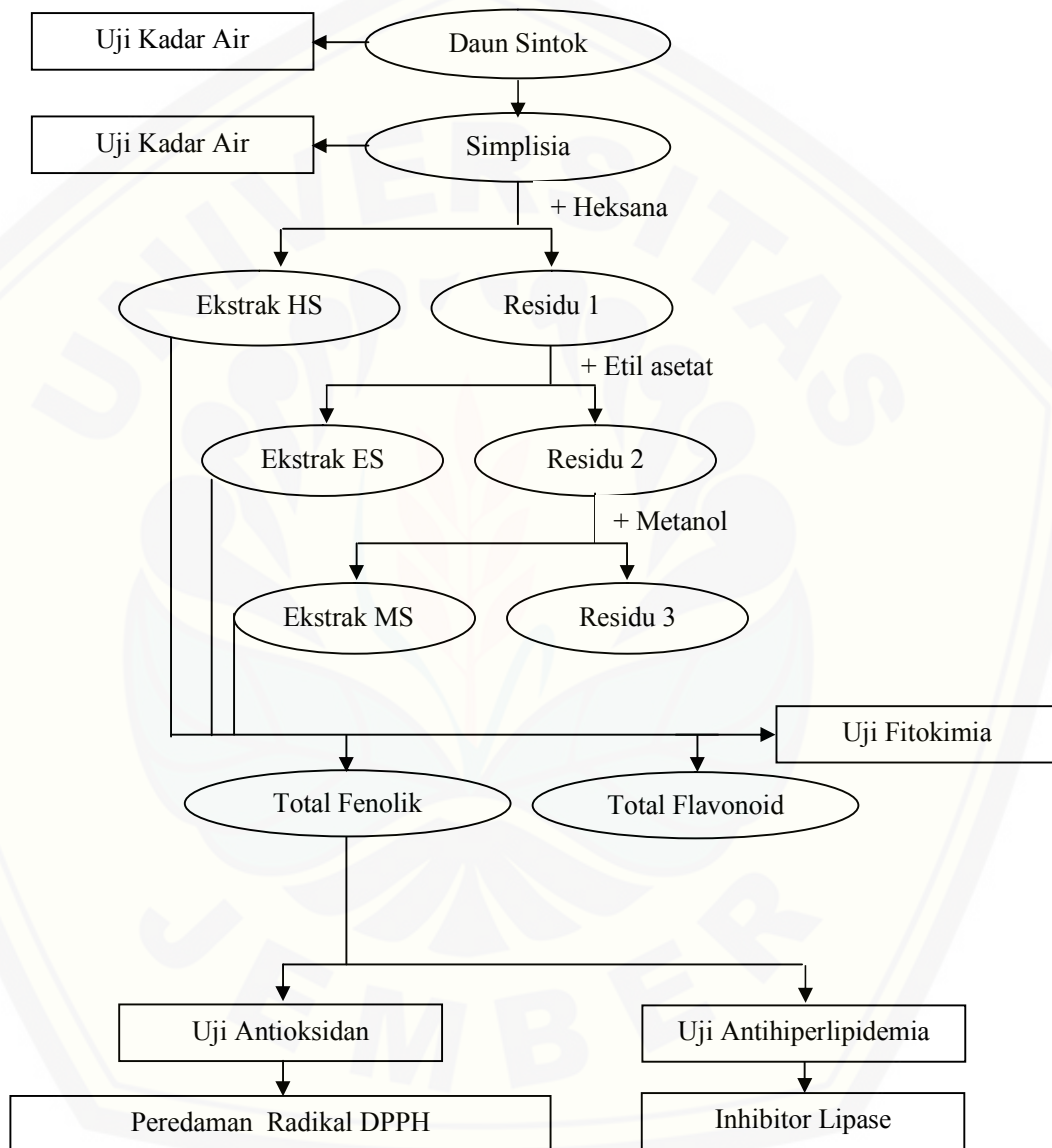 Uji Kadar Air
Daun Sintok
Uji Kadar Air
Simplisia
+ Heksana
Ekstrak HS
Residu 1
+ Etil asetat
Ekstrak ES
Residu 2
+ Metanol
Ekstrak MS
Residu 3
Uji Fitokimia
Total Fenolik
Total Flavonoid
Uji Antioksidan
Uji Antihiperlipidemia
Peredaman Radikal DPPH
Inhibitor Lipase
UNIVERSITAS
JEMBER